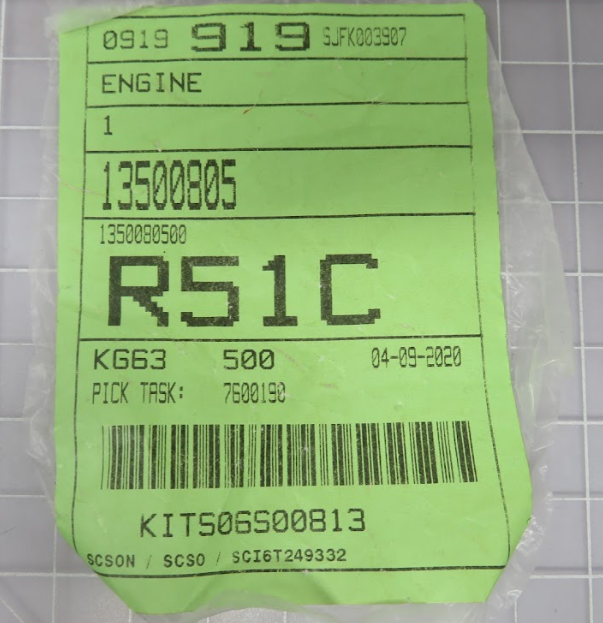 0919 919 SJFK003907
ENGINE
1
13500805
1350080500
R51C
KG63 500 04-09-2020
PICK TASK: 7600190
KIT506S00813
SCSON / SCSO / SCI6T249332